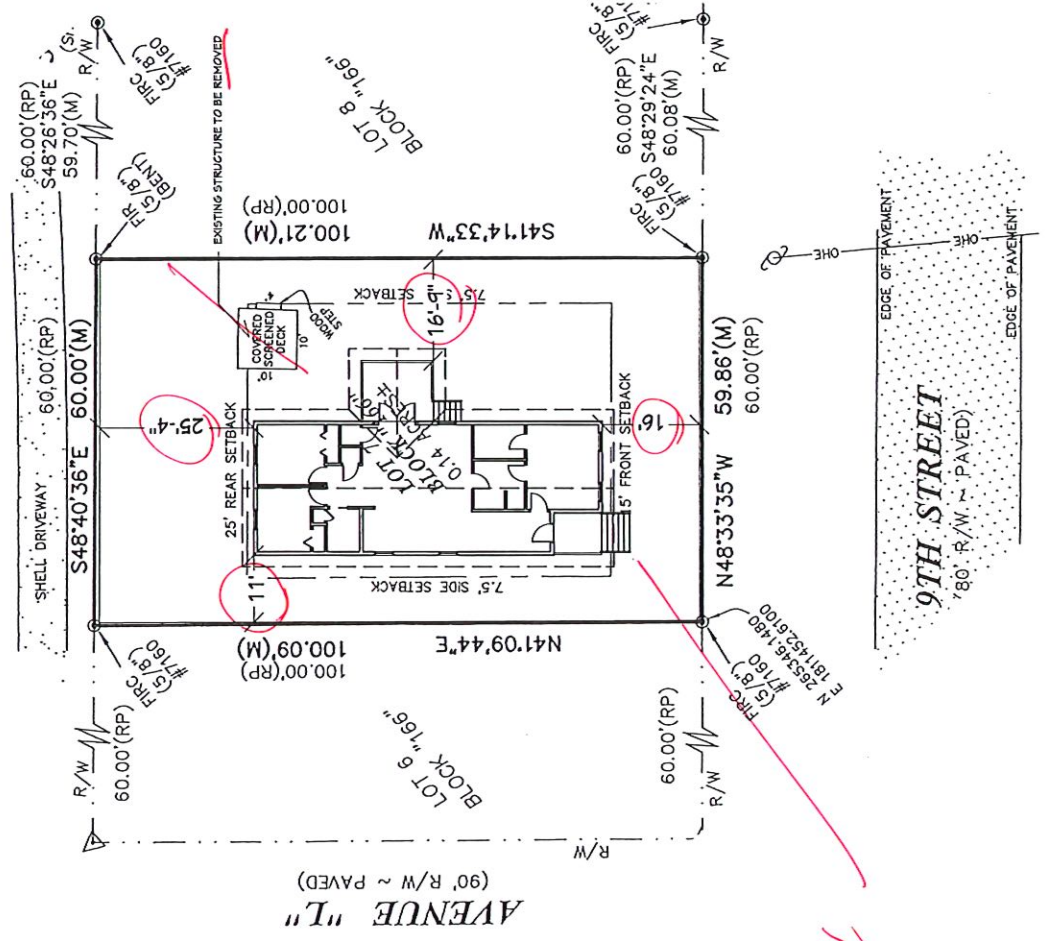 60.00'(RP)
S48°26'36"E
59.70'(M)
R/W
FIRC
(5/8")
#7160
FIR
(5/8")
(BENT)
EXISTING STRUCTURE TO BE REMOVED
LOT 8
BLOCK "166"
FIRC
(5/8")
R/W
60.00'(RP)
S48°29'24"E
60.08'(M)
FIRC
(5/8")
#7160
SHELL DRIVEWAY
60.00'(RP)
S48°40'36"E 60.00'(M)
100.00'(RP)
100.21'(M)
S41°14'33"W
7.5' SETBACK
16'-9"
COVERED
SCREENED
DECK
10'
10'
4'
WOOD
STEP
25'-4"
25' REAR SETBACK
LOT 7
BLOCK "166"
0.14
ACRES±
16'
5' FRONT SETBACK
7.5' SIDE SETBACK
11'
59.86'(M)
60.00'(RP)
N48°33'35"W
OHE
OHE
EDGE OF PAVEMENT
EDGE OF PAVEMENT
9TH STREET
(80' R/W ~ PAVED)
FIRC
(5/8")
#7160
100.00'(RP)
100.09'(M)
N41°09'44"E
FIRC
(5/8")
#7160
N 265346.1480
E 1811452.6100
R/W
60.00'(RP)
LOT 6
BLOCK "166"
60.00'(RP)
R/W
R/W
(90' R/W ~ PAVED)
AVENUE "L"